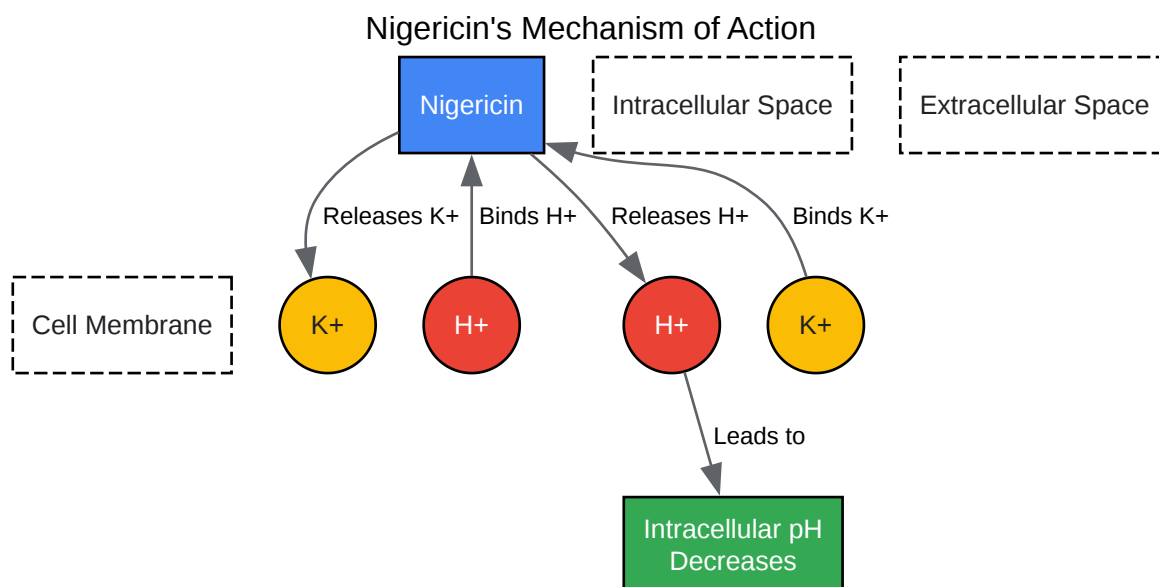 Nigericin's Mechanism of Action
Nigericin
Intracellular Space
Extracellular Space
Releases K+
Binds H+
Releases H+
Binds K+
Cell Membrane
K+
H+
H+
K+
Leads to
Intracellular pH
Decreases